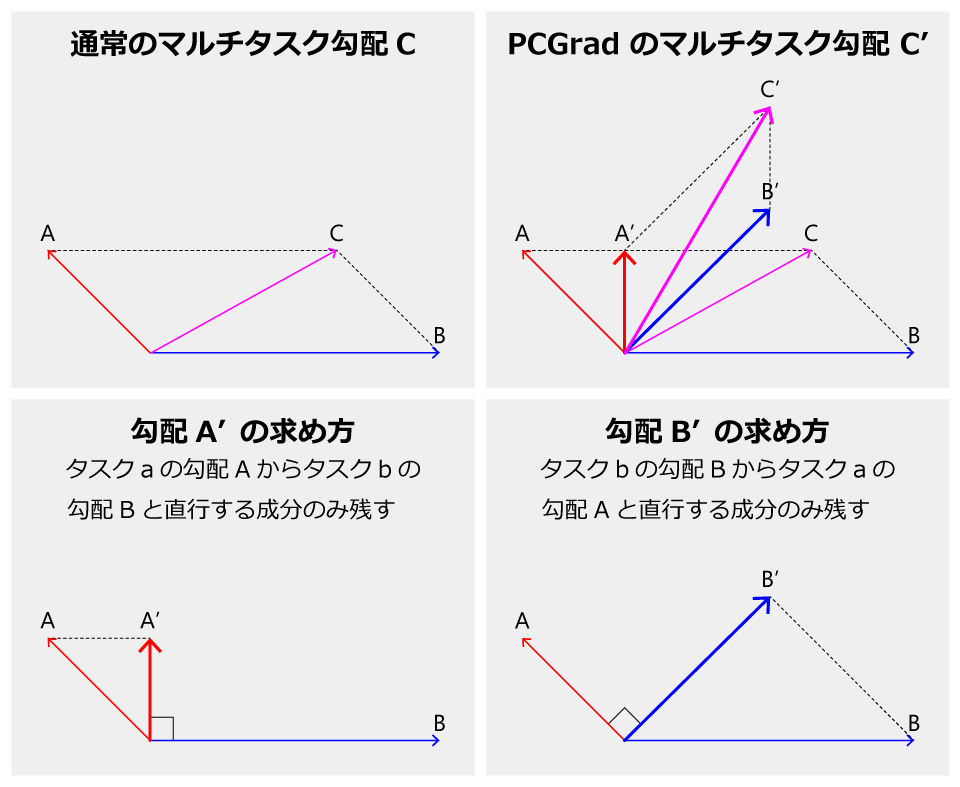 通常のマルチタスク勾配 C
A
C
B
PCGrad のマルチタスク勾配 C′
C′
B′
A
A′
C
B
勾配 A′ の求め方
タスク a の勾配 A からタスク b の
勾配 B と直行する成分のみ残す
A
A′
B
勾配 B′ の求め方
タスク b の勾配 B からタスク a の
勾配 A と直行する成分のみ残す
B′
A
B